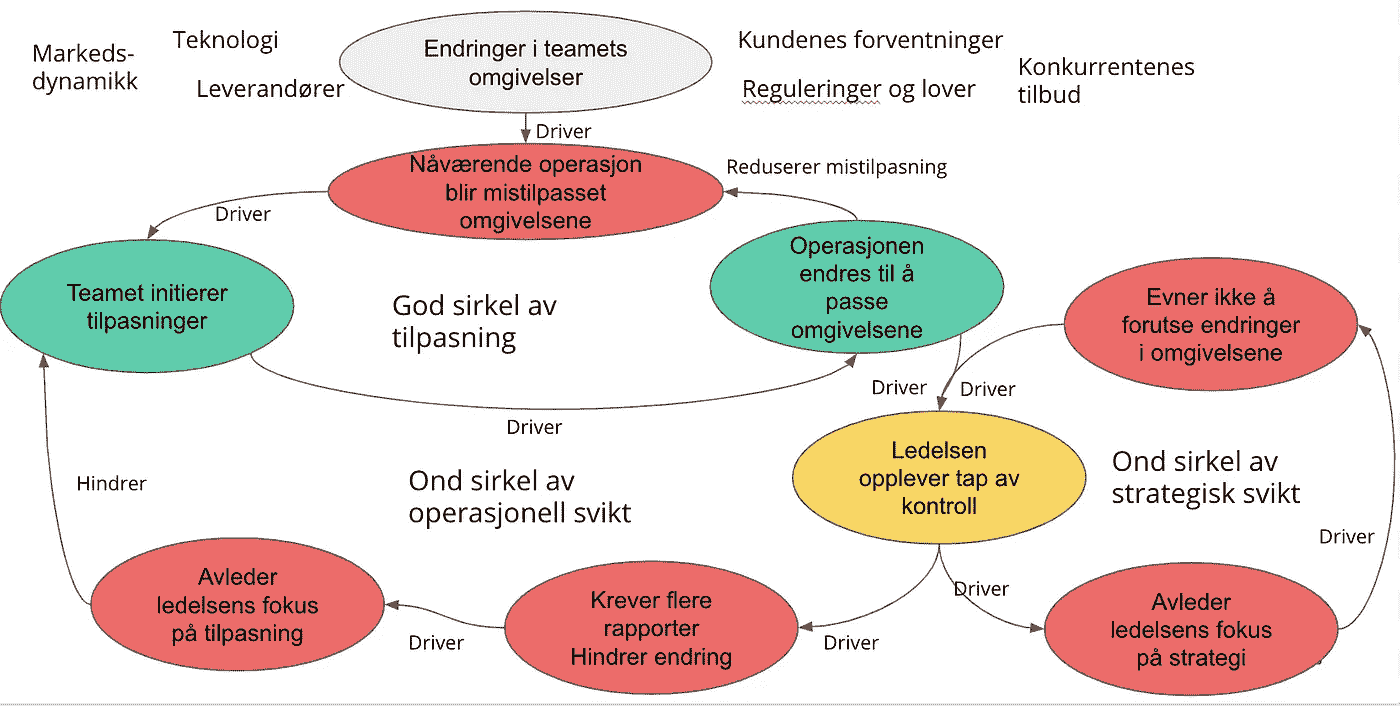 Markeds-
dynamikk
Teknologi
Leverandører
Endringer i teamets
omgivelser
Kundenes forventninger
Reguleringer og lover
Konkurrentenes
tilbud
Driver
Nåværende operasjon
blir mistilpasset
omgivelsene
Reduserer mistilpasning
Driver
Teamet initierer
tilpasninger
God sirkel av
tilpasning
Operasjonen
endres til å
passe
omgivelsene
Evner ikke å
forutse endringer
i omgivelsene
Driver
Driver
Driver
Ledelsen
opplever tap av
kontroll
Ond sirkel av
strategisk svikt
Hindrer
Ond sirkel av
operasjonell svikt
Driver
Avleder
ledelsens fokus
på tilpasning
Driver
Krever flere
rapporter
Hindrer endring
Driver
Driver
Avleder
ledelsens fokus
på strategi